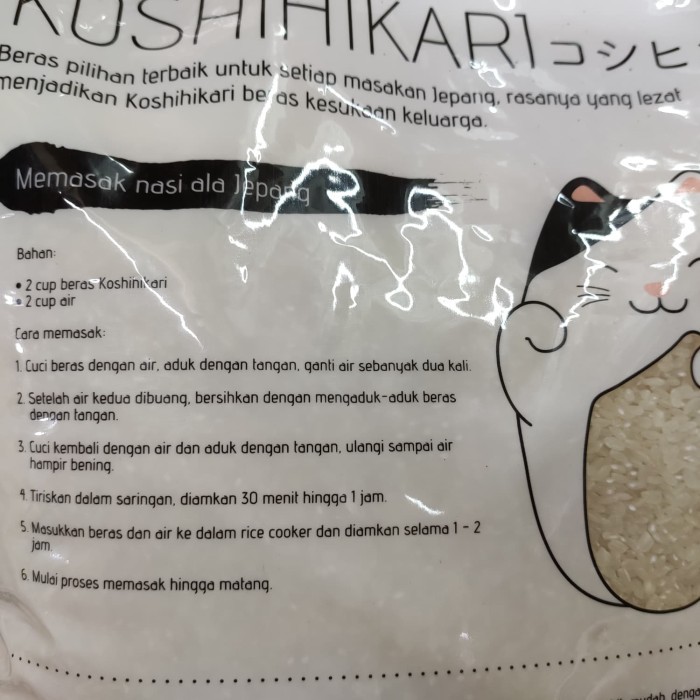 KOSHIHIKARI コシヒ
Beras pilihan terbaik untuk setiap masakan Jepang, rasanya yang lezat
menjadikan Koshihikari beras kesukaan keluarga.
Memasak nasi ala Jepang
Bahan:
• 2 cup beras Koshihikari
• 2 cup air
Cara memasak:
1. Cuci beras dengan air, aduk dengan tangan, ganti air sebanyak dua kali.
2. Setelah air kedua dibuang, bersihkan dengan mengaduk-aduk beras
dengan tangan.
3. Cuci kembali dengan air dan aduk dengan tangan, ulangi sampai air
hampir bening.
4. Tiriskan dalam saringan, diamkan 30 menit hingga 1 jam.
5. Masukkan beras dan air ke dalam rice cooker dan diamkan selama 1 - 2
jam.
6. Mulai proses memasak hingga matang.